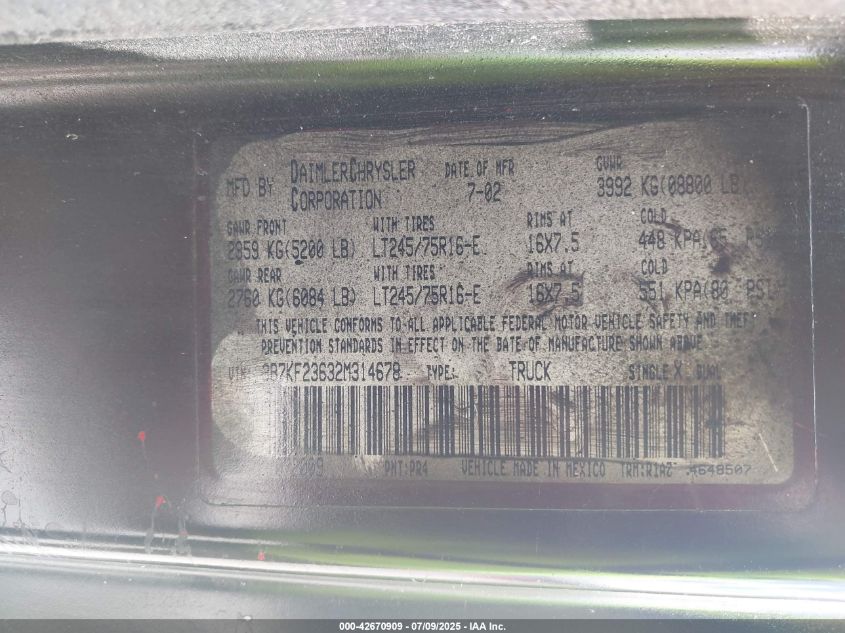 MFD BY DAIMLERCHRYSLER CORPORATION DATE OF MFR 7-02 GVWR 3992 KG(08800 LB
GAWR FRONT WITH TIRES RIMS AT COLD
2359 KG(5200 LB) LT245/75R16-E 16X7.5 448 KPA(65 PSI
GAWR REAR WITH TIRES RIMS AT COLD
2760 KG(6084 LB) LT245/75R16-E 16X7.5 551 KPA(80 PSI
THIS VEHICLE CONFORMS TO ALL APPLICABLE FEDERAL MOTOR VEHICLE SAFETY AND THEFT
PREVENTION STANDARDS IN EFFECT ON THE DATE OF MANUFACTURE SHOWN ABOVE
VIN: 3B7KF23632M314678 TYPE: TRUCK SINGLE X DUAL
PNT:PR4 VEHICLE MADE IN MEXICO TRM:R1AZ 4648507
000-42670909 - 07/09/2025 - IAA Inc.